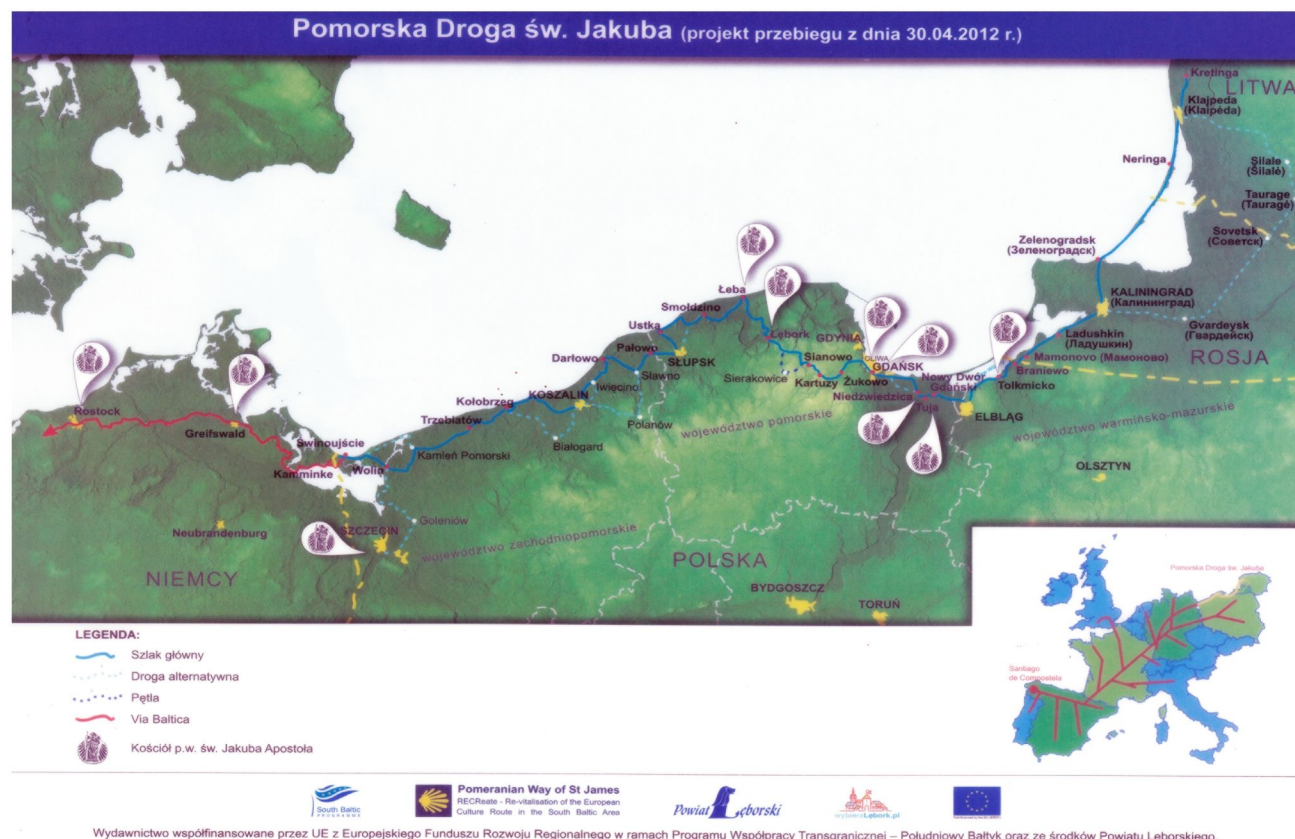 Pomorska Droga św. Jakuba (projekt przebiegu z dnia 30.04.2012 r.)
Kretinga
LITWA
Klajpeda
(Klaipėda)
Neringa
Silale
(Šilalė)
Taurage
(Tauragė)
Sovetsk
(Советск)
Zelenogradsk
(Зеленоградск)
KALININGRAD
(Калининград)
Gvardeysk
(Гвардейск)
Ladushkin
(Ладушкин)
ROSJA
Mamonovo (Мамоново)
Braniewo
Tolkmicko
Łeba
Smołdzino
Ustka
Lębork
GDYNIA
OLIWA
GDAŃSK
Sianowo
Pałowo
SŁUPSK
Darłowo
Sławno
Sierakowice
Kartuzy
Żukowo
Nowy Dwór
Gdański
Niedźwiedzica
Tuja
ELBLĄG
Iwięcino
KOSZALIN
Kołobrzeg
Trzebiatów
Polanów
Białogard
województwo pomorskie
województwo warmińsko-mazurskie
OLSZTYN
Rostock
Greifswald
Świnoujście
Kamminke
Wolin
Kamień Pomorski
Goleniów
SZCZECIN
Neubrandenburg
województwo zachodniopomorskie
NIEMCY
POLSKA
BYDGOSZCZ
TORUŃ
Pomorska Droga św. Jakuba
Santiago
de Compostela
LEGENDA:
Szlak główny
Droga alternatywna
Pętla
Via Baltica
Kościół p.w. św. Jakuba Apostoła
South Baltic
PROGRAMME
Pomeranian Way of St James
RECReate - Re-vitalisation of the European
Culture Route in the South Baltic Area
Powiat Lęborski
wybierzLębork.pl
Wydawnictwo współfinansowane przez UE z Europejskiego Funduszu Rozwoju Regionalnego w ramach Programu Współpracy Transgranicznej – Południowy Bałtyk oraz ze środków Powiatu Lęborskiego.